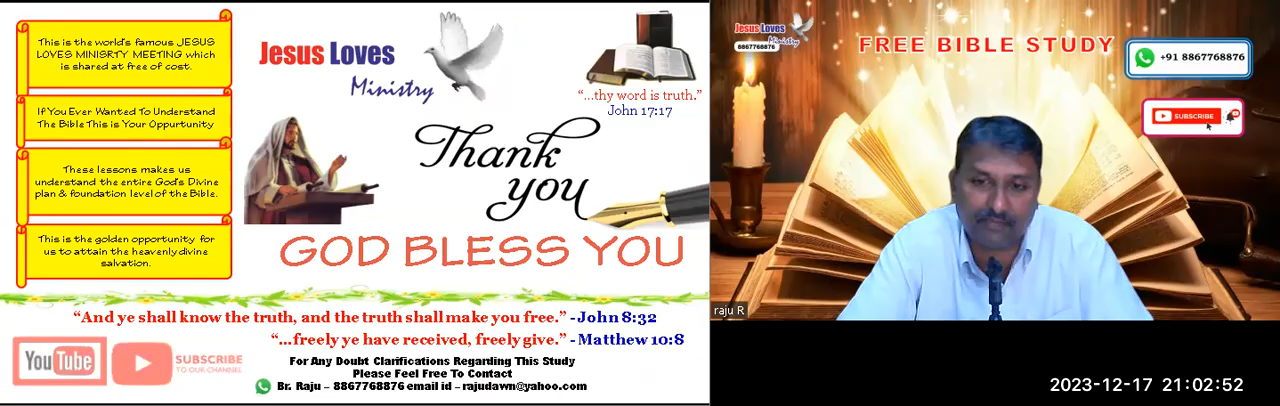 This is the world's famous JESUS
LOVES MINISRTY MEETING which
is shared at free of cost.
If You Ever Wanted To Understand
The Bible This is Your Oppurtunity
These lessons makes us
understand the entire God's Divine
plan & foundation level of the Bible.
This is the golden opportunity for
us to attain the heavenly divine
salvation.
Jesus Loves
Ministry
"...thy word is truth."
John 17:17
Thank
you
GOD BLESS YOU
"And ye shall know the truth, and the truth shall make you free." - John 8:32
"...freely ye have received, freely give." - Matthew 10:8
YouTube
SUBSCRIBE
TO OUR CHANNEL
For Any Doubt Clarifications Regarding This Study
Please Feel Free To Contact
Br. Raju – 8867768876 email id – rajudawn@yahoo.com
Jesus Loves
Ministry
8867768876
FREE BIBLE STUDY
+91 8867768876
SUBSCRIBE
raju R
2023-12-17 21:02:52